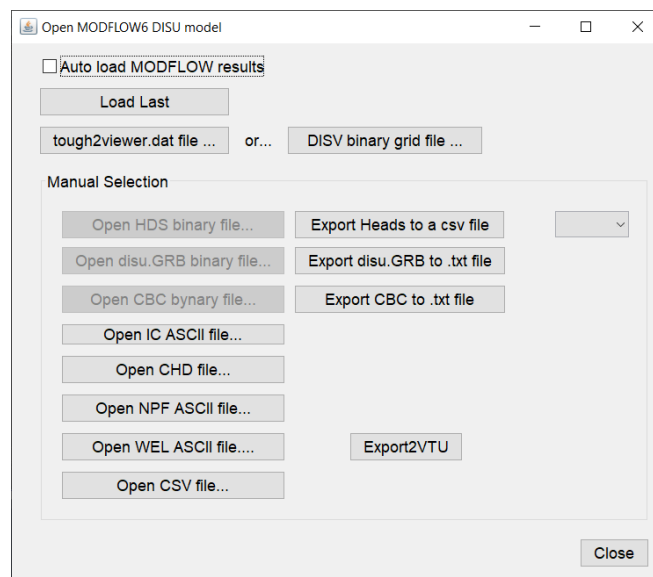 Open MODFLOW6 DISU model
Auto load MODFLOW results
Load Last
tough2viewer.dat file ... or... DISV binary grid file ...
Manual Selection
Open HDS binary file... Export Heads to a csv file
Open disu.GRB binary file... Export disu.GRB to .txt file
Open CBC bynary file... Export CBC to .txt file
Open IC ASCII file...
Open CHD file...
Open NPF ASCII file...
Open WEL ASCII file.... Export2VTU
Open CSV file...
Close